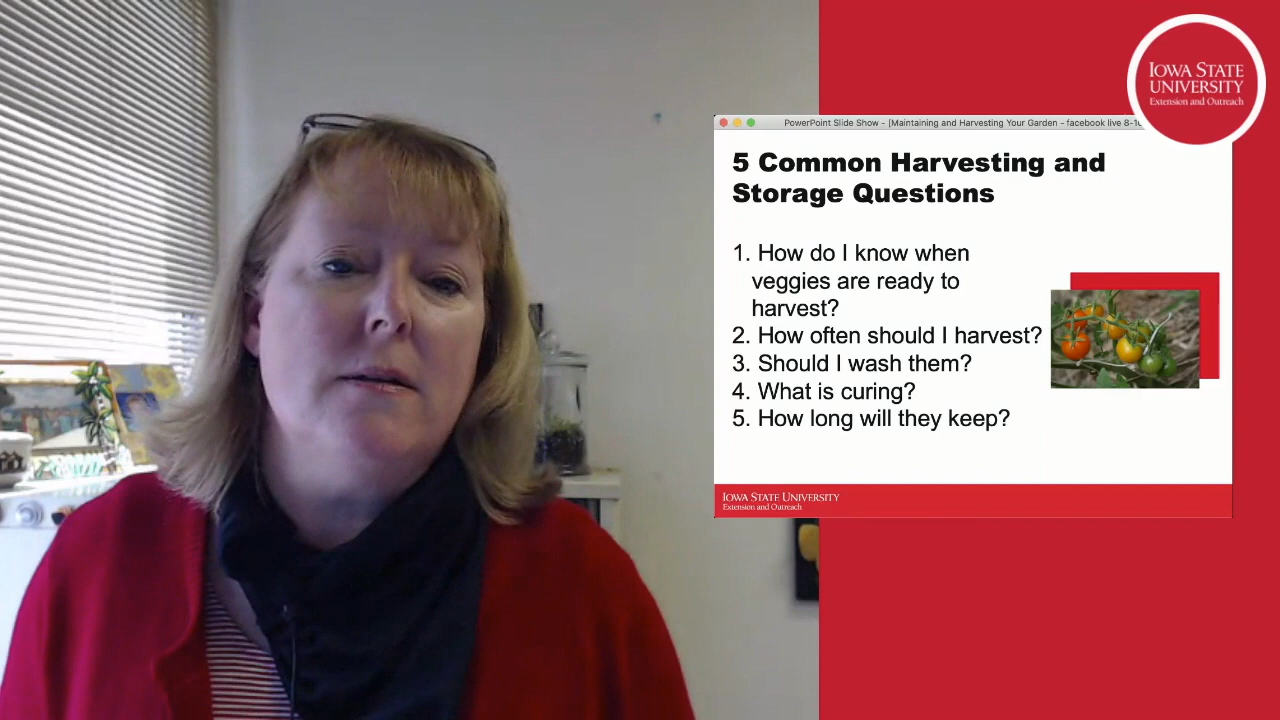 IOWA STATE
UNIVERSITY
Extension and Outreach
PowerPoint Slide Show - [Maintaining and Harvesting Your Garden – facebook live 8-1
5 Common Harvesting and
Storage Questions
1. How do I know when
veggies are ready to
harvest?
2. How often should I harvest?
3. Should I wash them?
4. What is curing?
5. How long will they keep?
IOWA STATE UNIVERSITY
Extension and Outreach